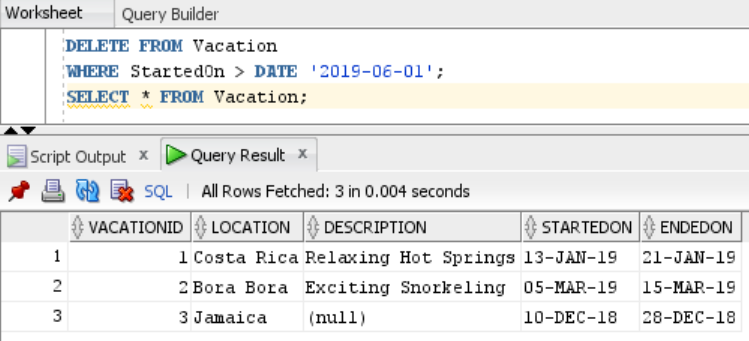 Worksheet Query Builder
DELETE FROM Vacation
WHERE StartedOn > DATE '2019-06-01';
SELECT * FROM Vacation;
Script Output x Query Result x
SQL | All Rows Fetched: 3 in 0.004 seconds
VACATIONID LOCATION DESCRIPTION STARTEDON ENDEDON
1 1 Costa Rica Relaxing Hot Springs 13-JAN-19 21-JAN-19
2 2 Bora Bora Exciting Snorkeling 05-MAR-19 15-MAR-19
3 3 Jamaica (null) 10-DEC-18 28-DEC-18